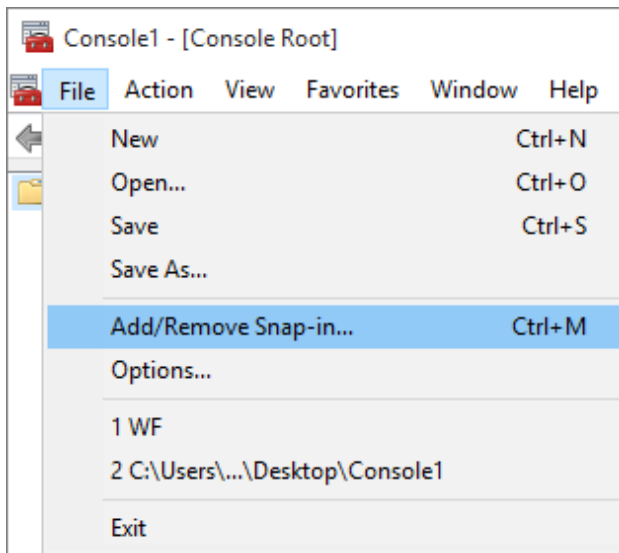 Console1 - [Console Root]
File Action View Favorites Window Help
New Ctrl+N
Open... Ctrl+O
Save Ctrl+S
Save As...
Add/Remove Snap-in... Ctrl+M
Options...
1 WF
2 C:\Users\...\Desktop\Console1
Exit